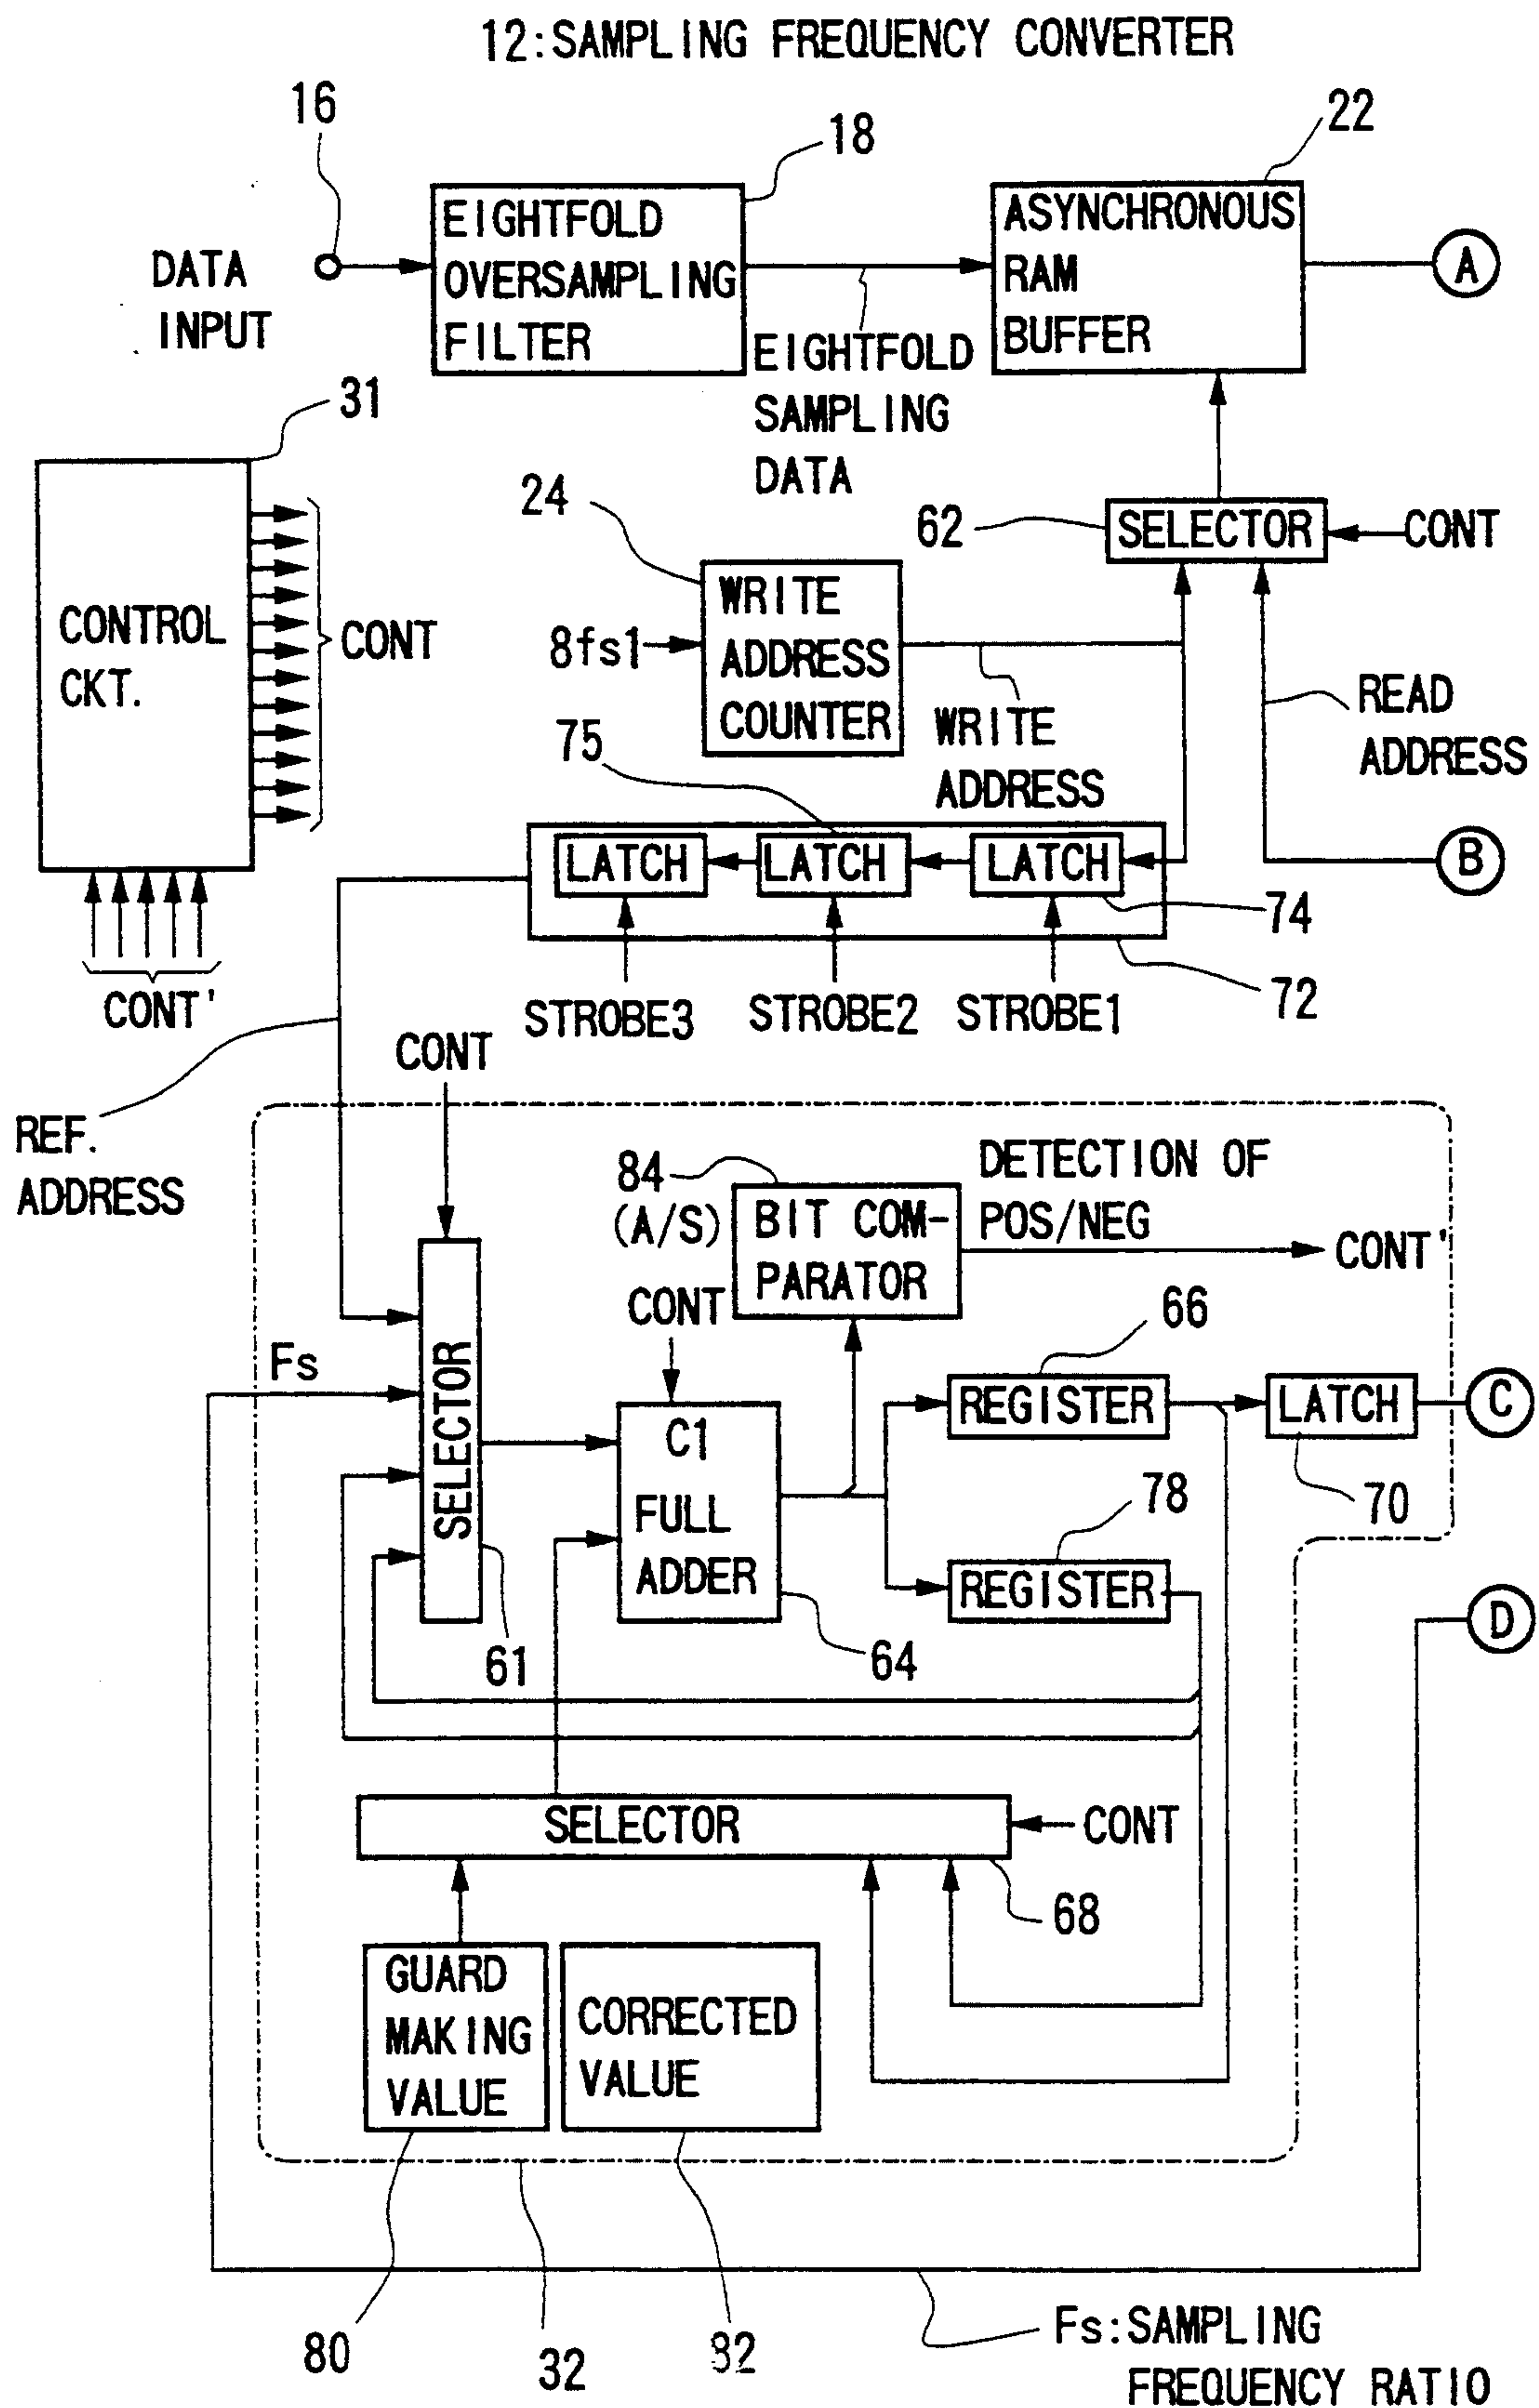 12:SAMPLING FREQUENCY CONVERTER
16
18
22
DATA
INPUT
EIGHTFOLD
OVERSAMPLING
FILTER
ASYNCHRONOUS
RAM
BUFFER
A
EIGHTFOLD
SAMPLING
DATA
31
CONTROL
CKT.
CONT
CONT'
24
8fs1
WRITE
ADDRESS
COUNTER
62
SELECTOR
CONT
WRITE
ADDRESS
READ
ADDRESS
B
75
LATCH
LATCH
LATCH
74
72
STROBE3
STROBE2
STROBE1
REF.
ADDRESS
CONT
84
(A/S)
BIT COM-
PARATOR
DETECTION OF
POS/NEG
CONT'
Fs
SELECTOR
61
CONT
C1
FULL
ADDER
64
66
REGISTER
LATCH
70
C
78
REGISTER
D
SELECTOR
CONT
68
GUARD
MAKING
VALUE
CORRECTED
VALUE
80
32
82
Fs:SAMPLING
FREQUENCY RATIO